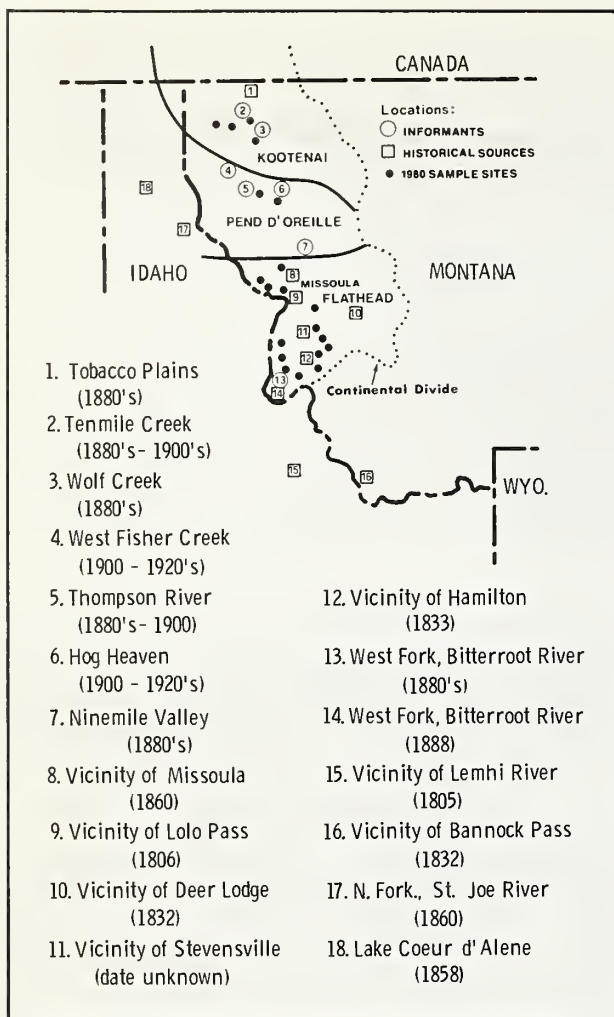 CANADA
Locations:
INFORMANTS
HISTORICAL SOURCES
1980 SAMPLE SITES
1
2
3
KOOTENAI
4
18
5
6
PEND D'OREILLE
17
7
IDAHO
MONTANA
8
MISSOULA
9
FLATHEAD
10
11
12
13
14
Continental Divide
15
16
WYO.
1. Tobacco Plains
(1880's)
2. Tenmile Creek
(1880's - 1900's)
3. Wolf Creek
(1880's)
4. West Fisher Creek
(1900 - 1920's)
5. Thompson River
(1880's - 1900)
6. Hog Heaven
(1900 - 1920's)
7. Ninemile Valley
(1880's)
8. Vicinity of Missoula
(1860)
9. Vicinity of Lolo Pass
(1806)
10. Vicinity of Deer Lodge
(1832)
11. Vicinity of Stevensville
(date unknown)
12. Vicinity of Hamilton
(1833)
13. West Fork, Bitterroot River
(1880's)
14. West Fork, Bitterroot River
(1888)
15. Vicinity of Lemhi River
(1805)
16. Vicinity of Bannock Pass
(1832)
17. N. Fork., St. Joe River
(1860)
18. Lake Coeur d'Alene
(1858)